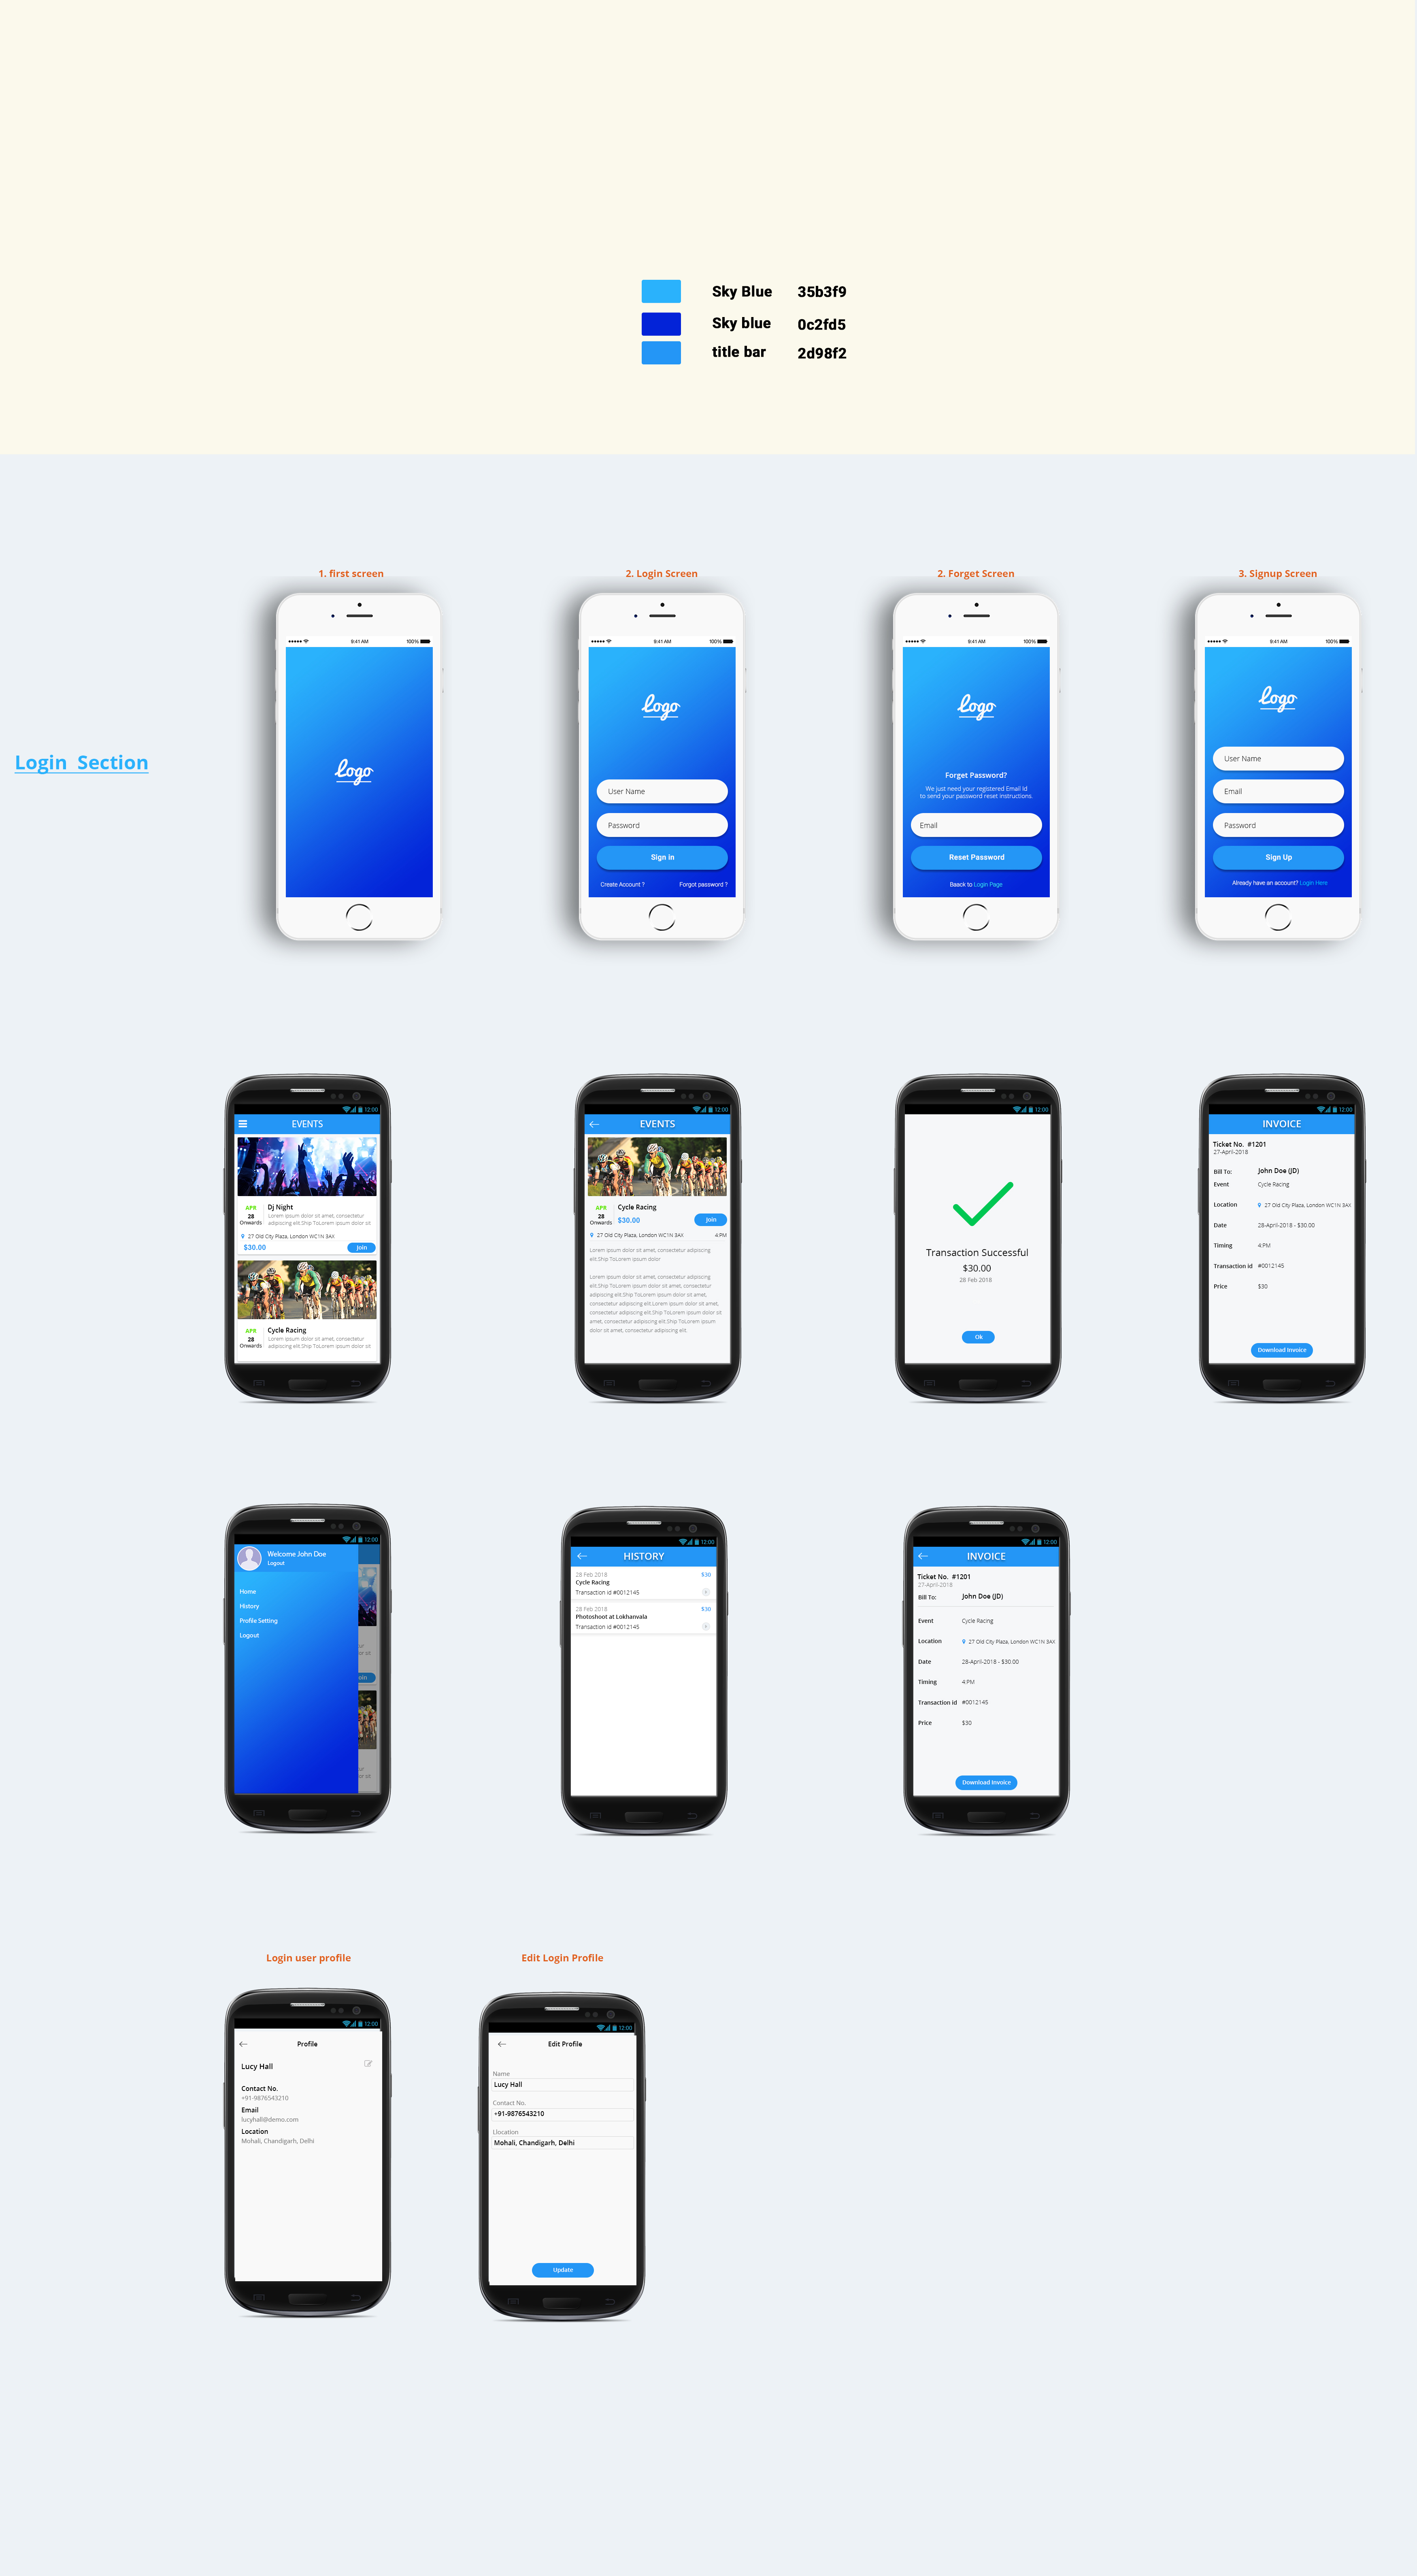 Sky Blue 35b3f9
Sky blue 0c2fd5
title bar 2d98f2
Login Section
1. first screen
9:41 AM 100%
Logo
2. Login Screen
9:41 AM 100%
Logo
User Name
Password
Sign in
Create Account ? Forgot password ?
2. Forget Screen
9:41 AM 100%
Logo
Forget Password?
We just need your registered Email Id
to send your password reset instructions.
Email
Reset Password
Baack to Login Page
3. Signup Screen
9:41 AM 100%
Logo
User Name
Email
Password
Sign Up
Already have an account? Login Here
12:00
EVENTS
APR
28
Onwards
Dj Night
Lorem ipsum dolor sit amet, consectetur
adipiscing elit.Ship ToLorem ipsum dolor sit
27 Old City Plaza, London WC1N 3AX
$30.00 Join
APR
28
Onwards
Cycle Racing
Lorem ipsum dolor sit amet, consectetur
adipiscing elit.Ship ToLorem ipsum dolor sit
12:00
EVENTS
APR
28
Onwards
Cycle Racing
$30.00 Join
27 Old City Plaza, London WC1N 3AX 4:PM
Lorem ipsum dolor sit amet, consectetur adipiscing
elit.Ship ToLorem ipsum dolor
Lorem ipsum dolor sit amet, consectetur adipiscing
elit.Ship ToLorem ipsum dolor sit amet, consectetur
adipiscing elit.Ship ToLorem ipsum dolor sit amet,
consectetur adipiscing elit.Lorem ipsum dolor sit amet,
consectetur adipiscing elit.Ship ToLorem ipsum dolor sit
amet, consectetur adipiscing elit.Ship ToLorem ipsum
dolor sit amet, consectetur adipiscing elit.
12:00
Transaction Successful
$30.00
28 Feb 2018
Ok
12:00
INVOICE
Ticket No. #1201
27-April-2018
Bill To: John Doe (JD)
Event Cycle Racing
Location 27 Old City Plaza, London WC1N 3AX
Date 28-April-2018 - $30.00
Timing 4:PM
Transaction id #0012145
Price $30
Download Invoice
12:00
Welcome John Doe
Logout
Home
History
Profile Setting
Logout
12:00
HISTORY
28 Feb 2018 $30
Cycle Racing
Transaction id #0012145
28 Feb 2018 $30
Photoshoot at Lokhanvala
Transaction id #0012145
12:00
INVOICE
Ticket No. #1201
27-April-2018
Bill To: John Doe (JD)
Event Cycle Racing
Location 27 Old City Plaza, London WC1N 3AX
Date 28-April-2018 - $30.00
Timing 4:PM
Transaction id #0012145
Price $30
Download Invoice
Login user profile
12:00
Profile
Lucy Hall
Contact No.
+91-9876543210
Email
lucyhall@demo.com
Location
Mohali, Chandigarh, Delhi
Edit Login Profile
12:00
Edit Profile
Name
Lucy Hall
Contact No.
+91-9876543210
Llocation
Mohali, Chandigarh, Delhi
Update